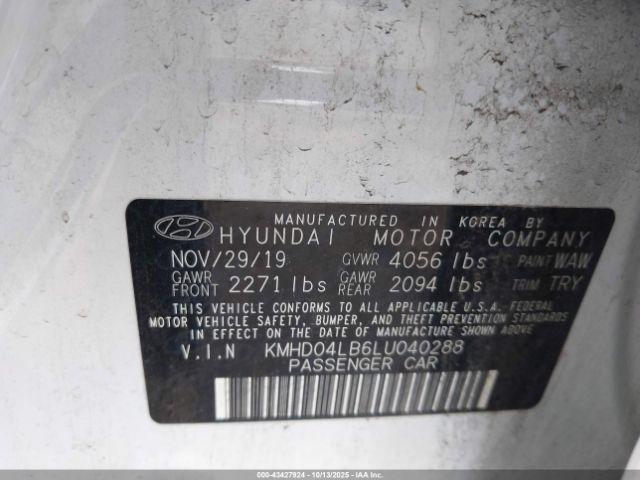 MANUFACTURED IN KOREA BY
HYUNDAI MOTOR COMPANY
NOV/29/19 GVWR 4056 lbs PAINT WAW
GAWR FRONT 2271 lbs GAWR REAR 2094 lbs TRIM TRY
THIS VEHICLE CONFORMS TO ALL APPLICABLE U.S.A. FEDERAL
MOTOR VEHICLE SAFETY, BUMPER, AND THEFT PREVENTION STANDARDS
IN EFFECT ON THE DATE OF MANUFACTURE SHOWN ABOVE.
V.I.N KMHD04LB6LU040288
PASSENGER CAR
000-43427924 | 10/13/2025 | IAA, Inc.